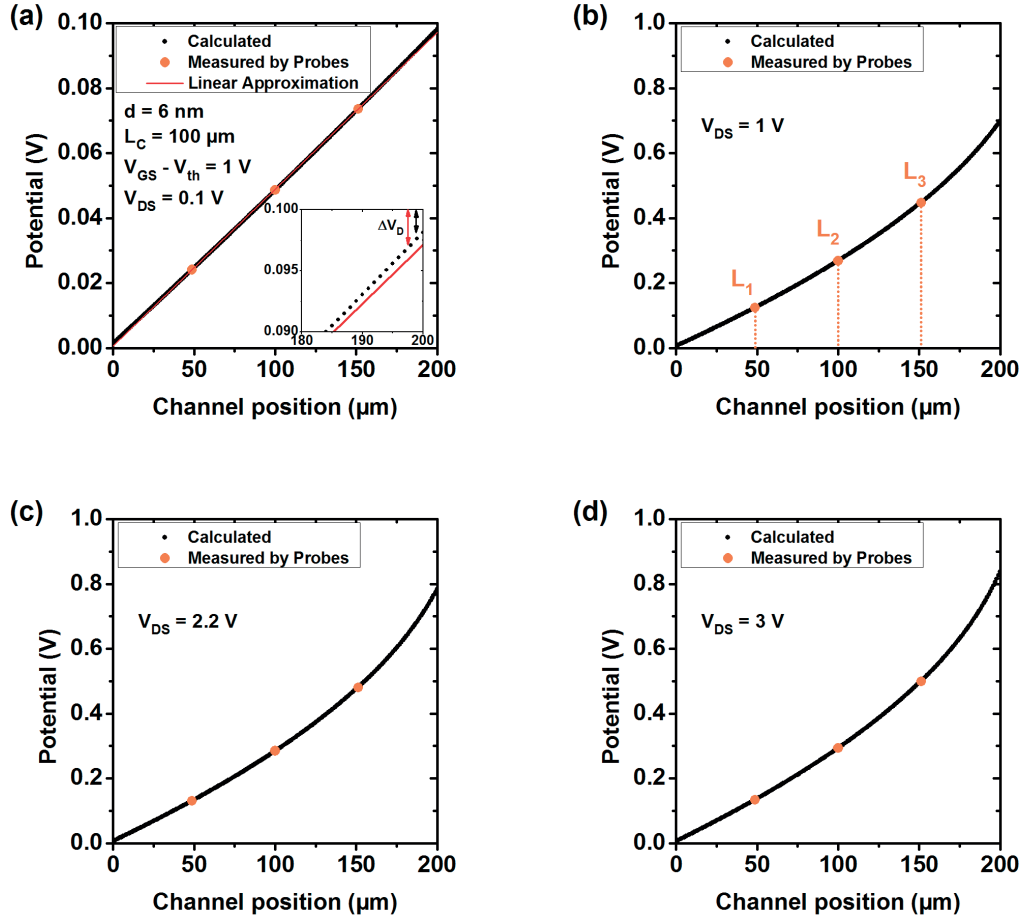 (a)
0.10
0.08
0.06
0.04
0.02
0.00
Potential (V)
Calculated
Measured by Probes
Linear Approximation
d = 6 nm
L_C = 100 µm
V_GS - V_th = 1 V
V_DS = 0.1 V
0.100
0.095
0.090
ΔV_D
180 190 200
0 50 100 150 200
Channel position (µm)
(b)
1.0
0.8
0.6
0.4
0.2
0.0
Potential (V)
Calculated
Measured by Probes
V_DS = 1 V
L_1
L_2
L_3
0 50 100 150 200
Channel position (µm)
(c)
1.0
0.8
0.6
0.4
0.2
0.0
Potential (V)
Calculated
Measured by Probes
V_DS = 2.2 V
0 50 100 150 200
Channel position (µm)
(d)
1.0
0.8
0.6
0.4
0.2
0.0
Potential (V)
Calculated
Measured by Probes
V_DS = 3 V
0 50 100 150 200
Channel position (µm)